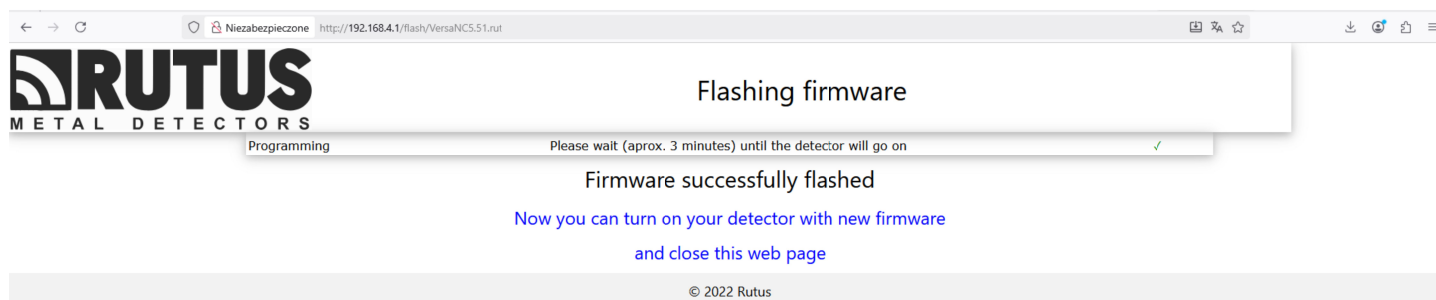 Niezabezpieczone http://192.168.4.1/flash/VersaNC5.51.rut
RUTUS
METAL DETECTORS
Flashing firmware
Programming Please wait (aprox. 3 minutes) until the detector will go on ✓
Firmware successfully flashed
Now you can turn on your detector with new firmware
and close this web page
© 2022 Rutus